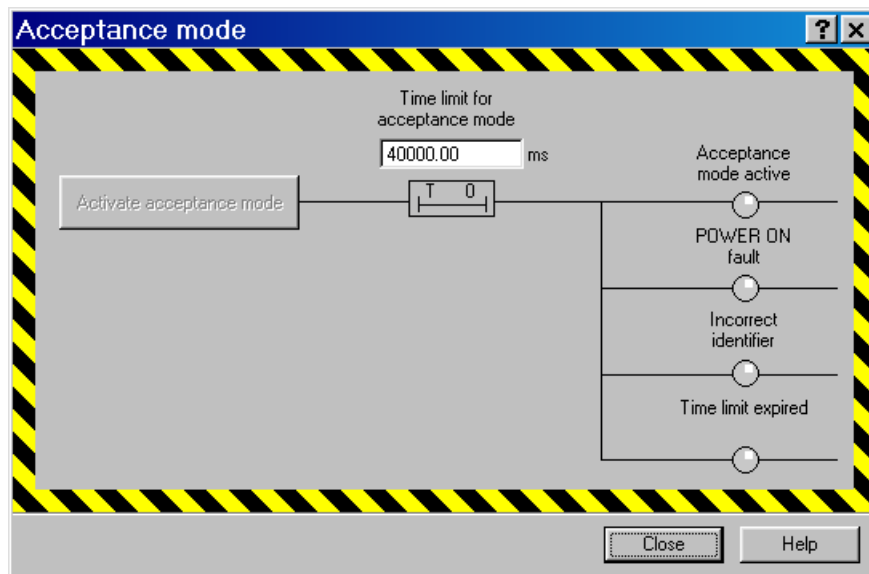 Acceptance mode
Time limit for
acceptance mode
40000.00 ms
Activate acceptance mode
T 0
Acceptance
mode active
POWER ON
fault
Incorrect
identifier
Time limit expired
Close
Help